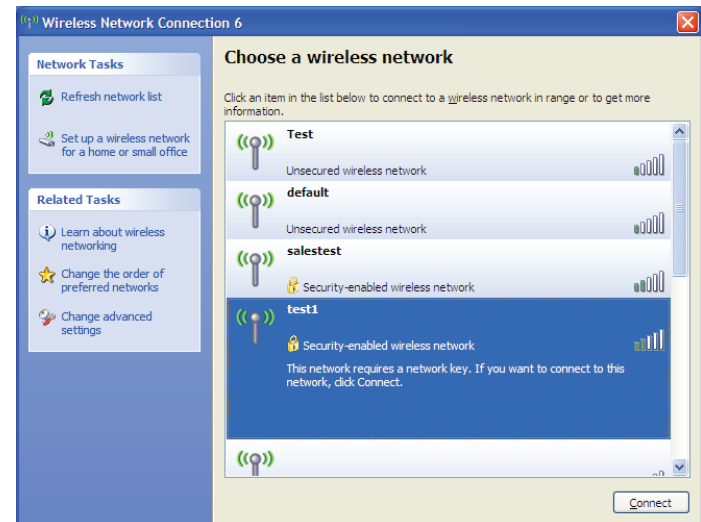 Wireless Network Connection 6
Network Tasks
Refresh network list
Set up a wireless network
for a home or small office
Related Tasks
Learn about wireless
networking
Change the order of
preferred networks
Change advanced
settings
Choose a wireless network
Click an item in the list below to connect to a wireless network in range or to get more
information.
Test
Unsecured wireless network
default
Unsecured wireless network
salestest
Security-enabled wireless network
test1
Security-enabled wireless network
This network requires a network key. If you want to connect to this
network, click Connect.
Connect